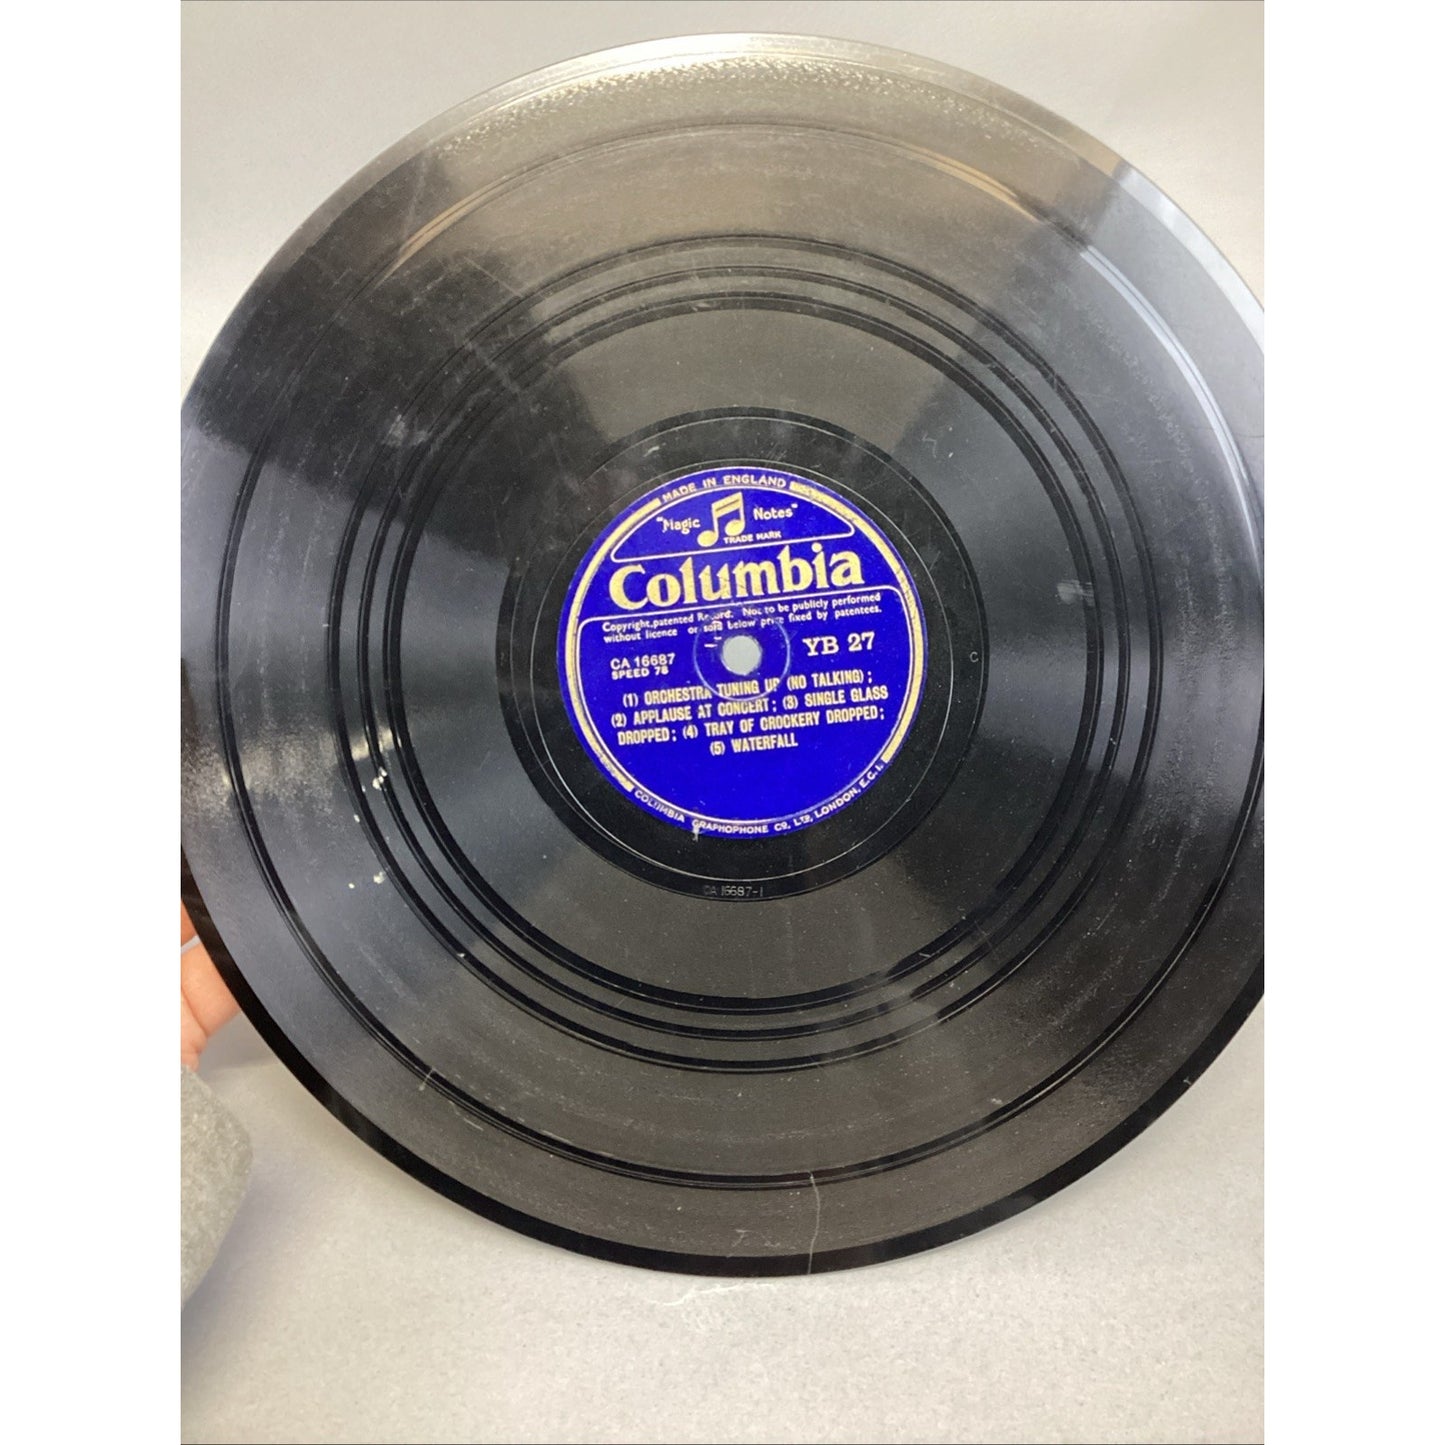 MADE IN ENGLAND
"Magic Notes"
TRADE MARK
Columbia
Copyright, patented Record. Not to be publicly performed
without licence or sold below price fixed by patentees.
CA 16687
SPEED 78
YB 27
(1) ORCHESTRA TUNING UP (NO TALKING);
(2) APPLAUSE AT CONCERT; (3) SINGLE GLASS
DROPPED; (4) TRAY OF CROCKERY DROPPED;
(5) WATERFALL
COLUMBIA GRAPHOPHONE CO. LTD, LONDON, E.C.1.
C
CA 16687-1